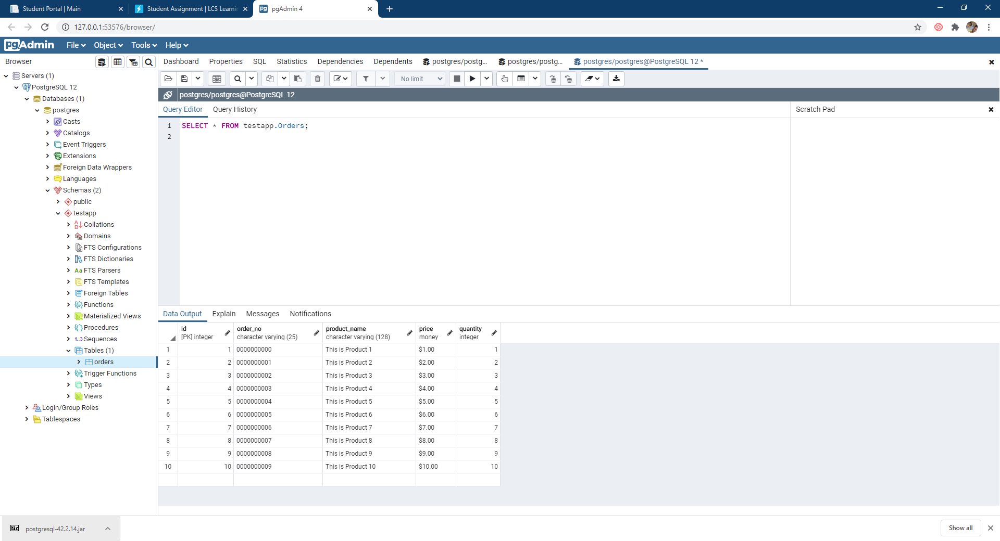 Student Portal | Main
Student Assignment | LCS Learnin
pgAdmin 4
127.0.0.1:53576/browser/
pgAdmin File Object Tools Help
Browser
Dashboard Properties SQL Statistics Dependencies Dependents postgres/postg... postgres/postg... postgres/postgres@PostgreSQL 12 *
No limit
postgres/postgres@PostgreSQL 12
Query Editor Query History
Scratch Pad
1 SELECT * FROM testapp.Orders;
2
Servers (1)
PostgreSQL 12
Databases (1)
postgres
Casts
Catalogs
Event Triggers
Extensions
Foreign Data Wrappers
Languages
Schemas (2)
public
testapp
Collations
Domains
FTS Configurations
FTS Dictionaries
Aa FTS Parsers
FTS Templates
Foreign Tables
Functions
Materialized Views
Procedures
1..3 Sequences
Tables (1)
orders
Trigger Functions
Types
Views
Login/Group Roles
Tablespaces
Data Output Explain Messages Notifications
id order_no product_name price quantity
[PK] integer character varying (25) character varying (128) money integer
1 1 0000000000 This is Product 1 $1.00 1
2 2 0000000001 This is Product 2 $2.00 2
3 3 0000000002 This is Product 3 $3.00 3
4 4 0000000003 This is Product 4 $4.00 4
5 5 0000000004 This is Product 5 $5.00 5
6 6 0000000005 This is Product 6 $6.00 6
7 7 0000000006 This is Product 7 $7.00 7
8 8 0000000007 This is Product 8 $8.00 8
9 9 0000000008 This is Product 9 $9.00 9
10 10 0000000009 This is Product 10 $10.00 10
7z postgresql-42.2.14.jar
Show all